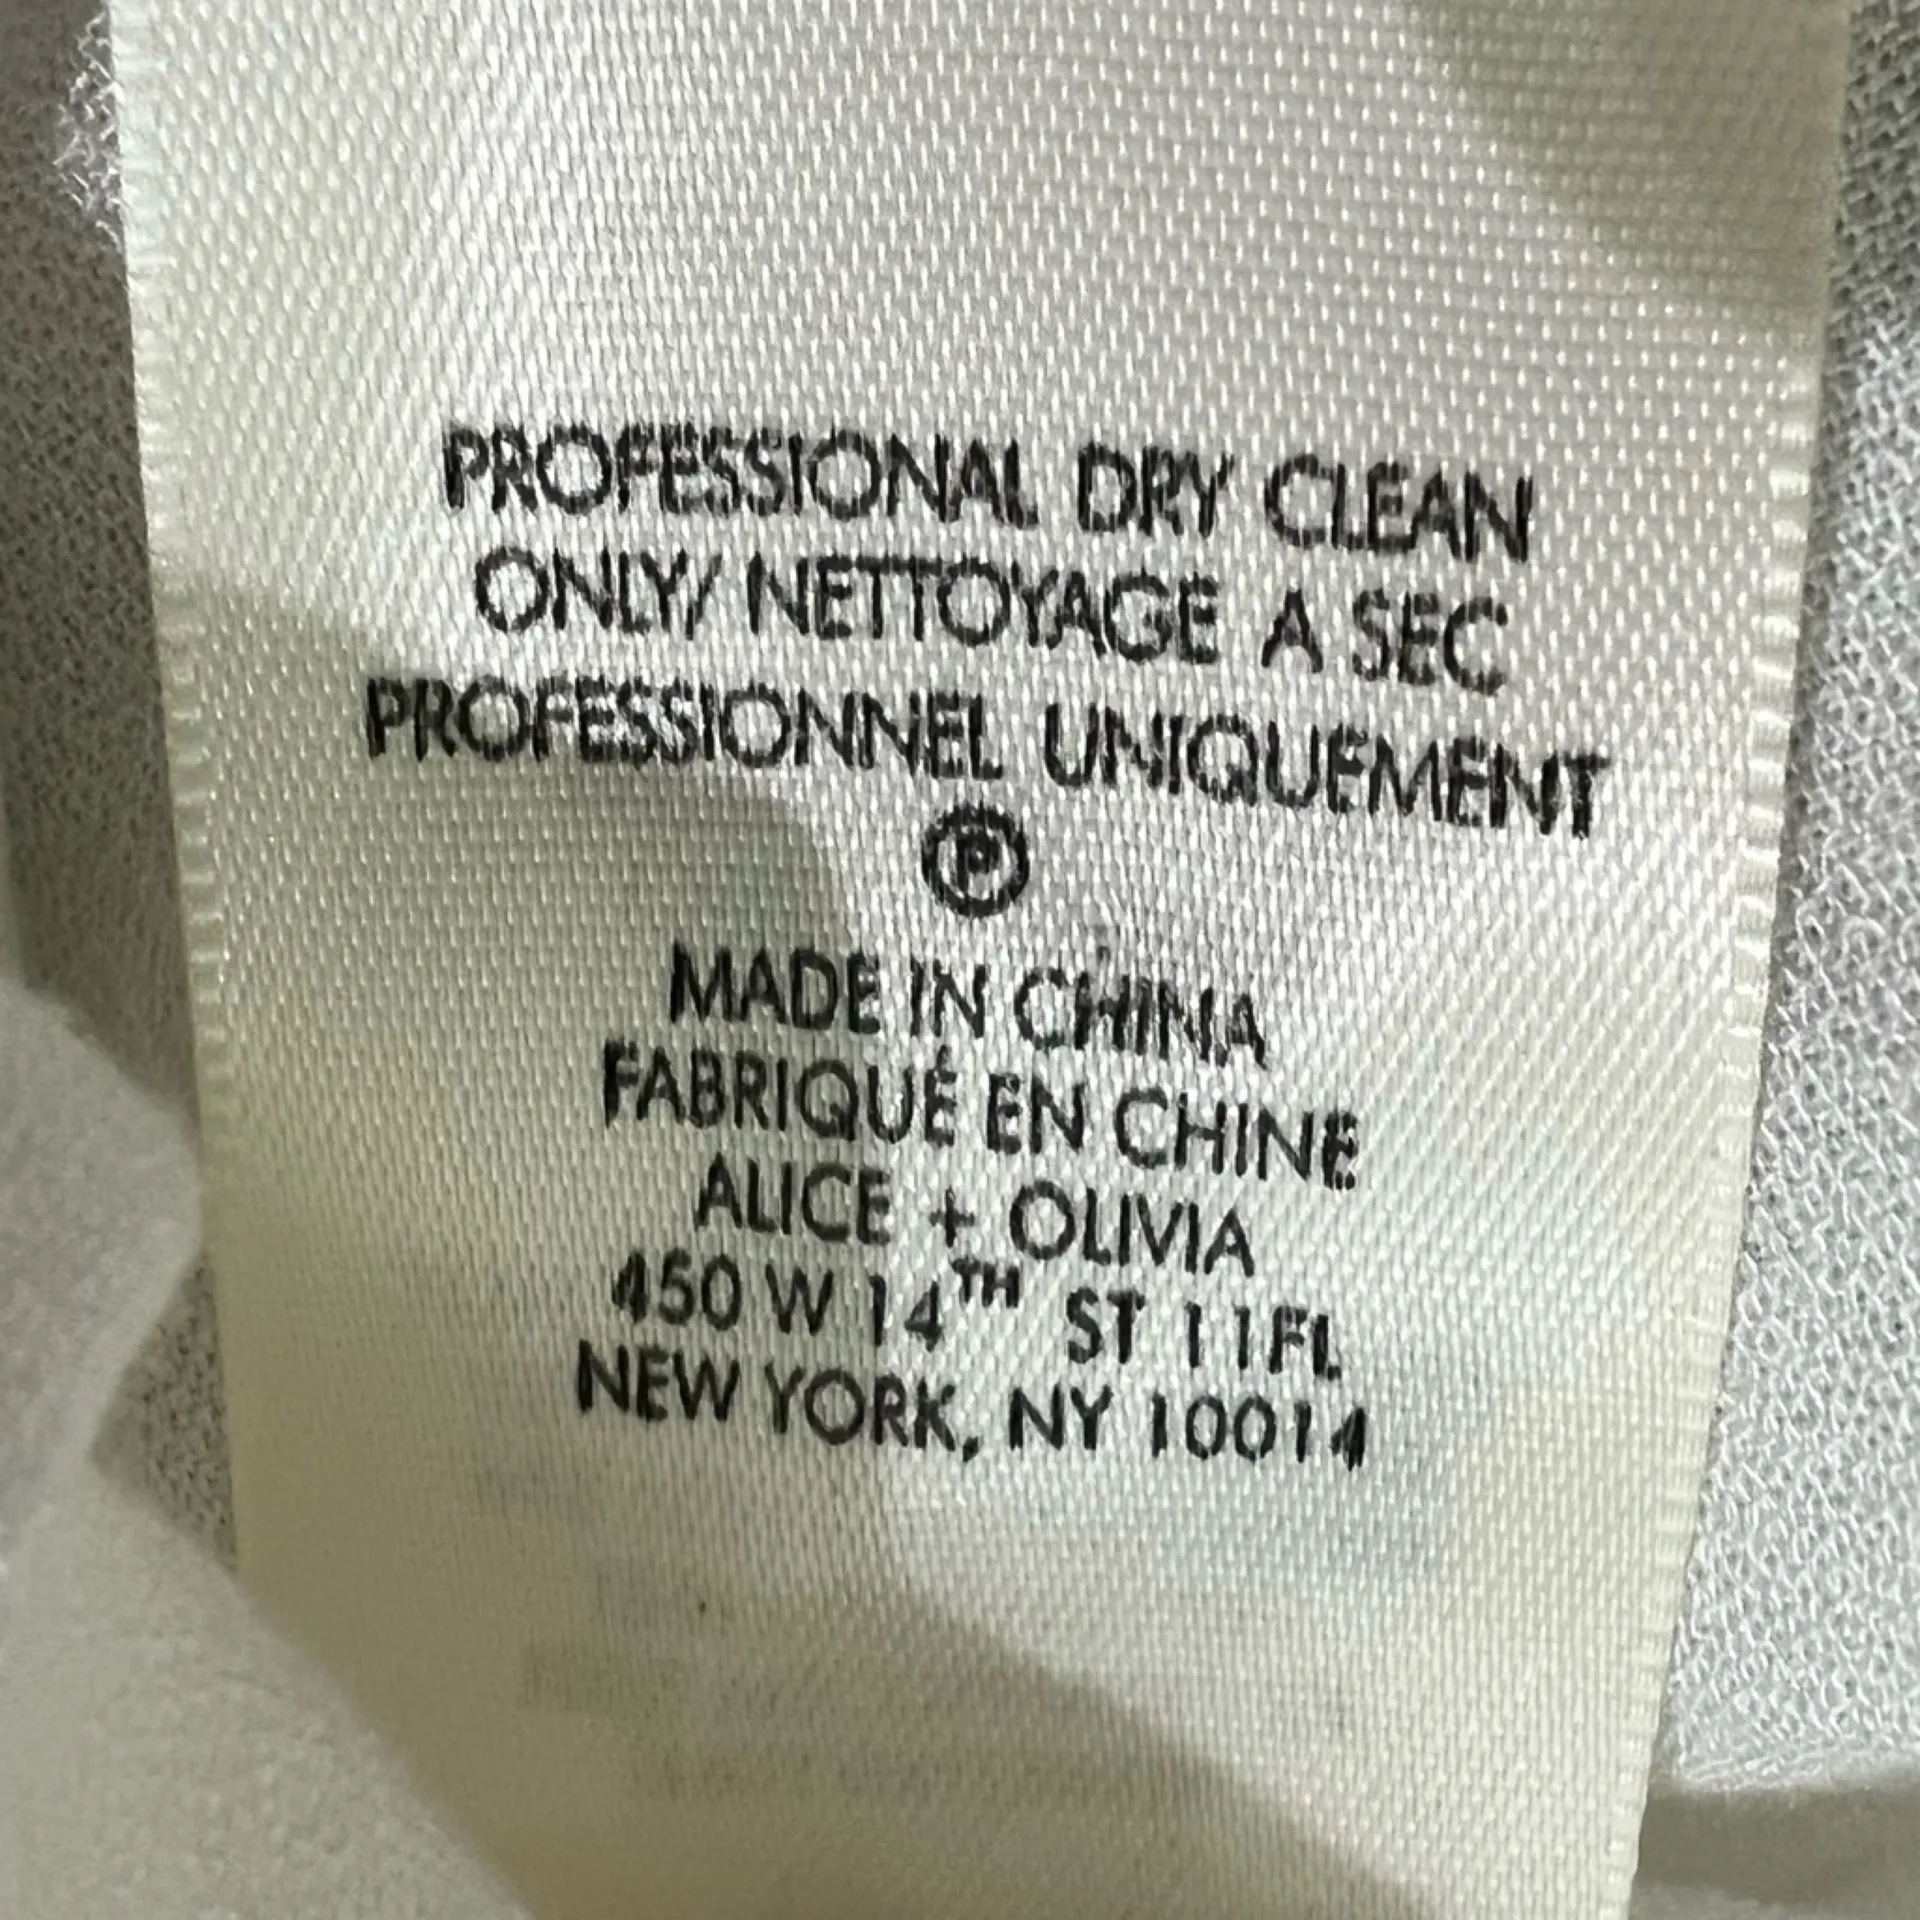 PROFESSIONAL DRY CLEAN
ONLY/ NETTOYAGE A SEC
PROFESSIONNEL UNIQUEMENT
Ⓟ
MADE IN CHINA
FABRIQUÉ EN CHINE
ALICE + OLIVIA
450 W 14TH ST 11FL
NEW YORK, NY 10014